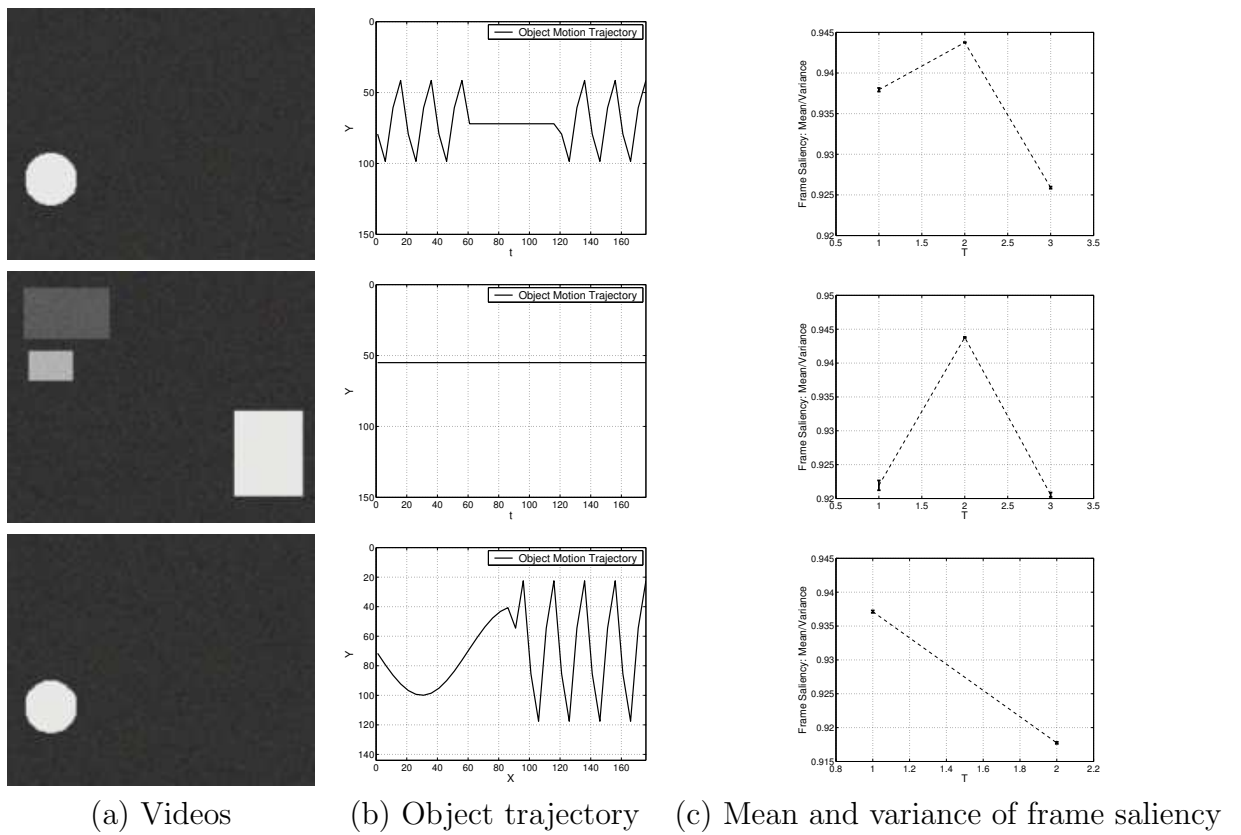 0
50
100
150
Y
0 20 40 60 80 100 120 140 160
t
Object Motion Trajectory
0.945
0.94
0.935
0.93
0.925
0.92
Frame Saliency: Mean/Variance
0.5 1 1.5 2 2.5 3 3.5
T
0
50
100
150
Y
0 20 40 60 80 100 120 140 160
t
Object Motion Trajectory
0.95
0.945
0.94
0.935
0.93
0.925
0.92
Frame Saliency: Mean/Variance
0.5 1 1.5 2 2.5 3 3.5
T
0
20
40
60
80
100
120
140
Y
0 20 40 60 80 100 120 140 160
X
Object Motion Trajectory
0.945
0.94
0.935
0.93
0.925
0.92
0.915
Frame Saliency: Mean/Variance
0.8 1 1.2 1.4 1.6 1.8 2 2.2
T
(a) Videos
(b) Object trajectory
(c) Mean and variance of frame saliency